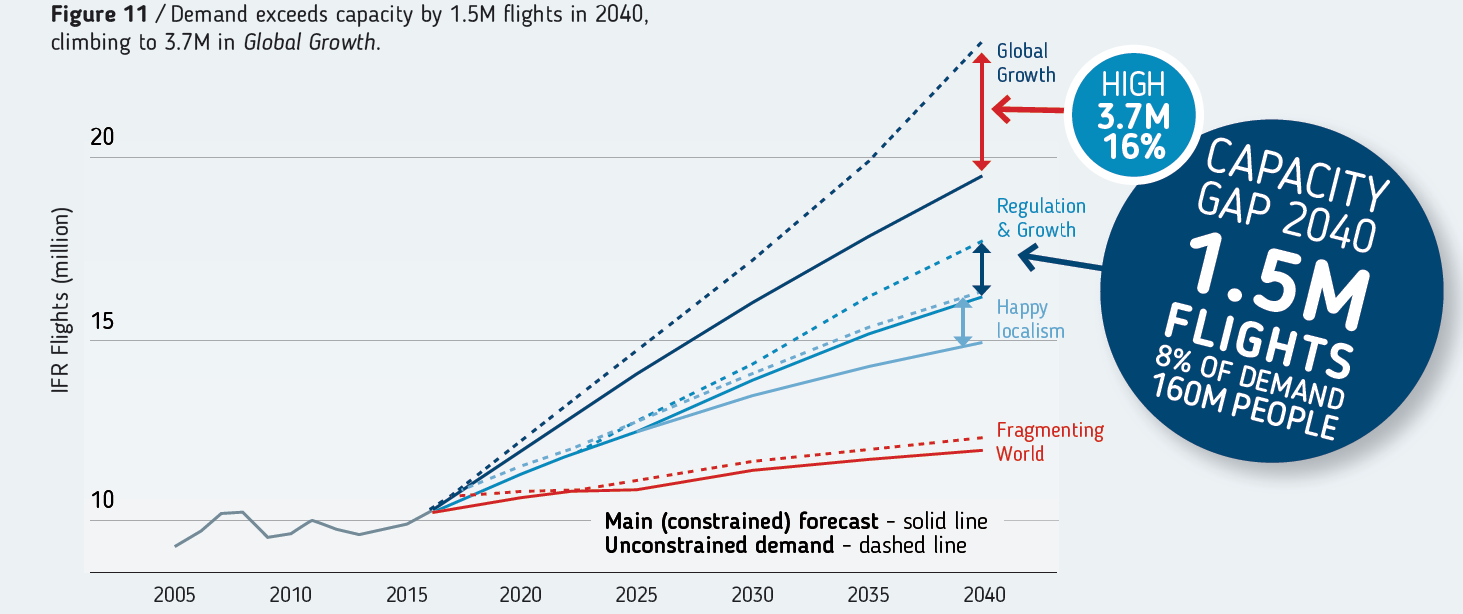 Figure 11 / Demand exceeds capacity by 1.5M flights in 2040,
climbing to 3.7M in Global Growth.
IFR Flights (million)
20
15
10
Global
Growth
Regulation
& Growth
Happy
localism
Fragmenting
World
HIGH
3.7M
16%
CAPACITY
GAP 2040
1.5M
FLIGHTS
8% OF DEMAND
160M PEOPLE
Main (constrained) forecast – solid line
Unconstrained demand – dashed line
2005 2010 2015 2020 2025 2030 2035 2040